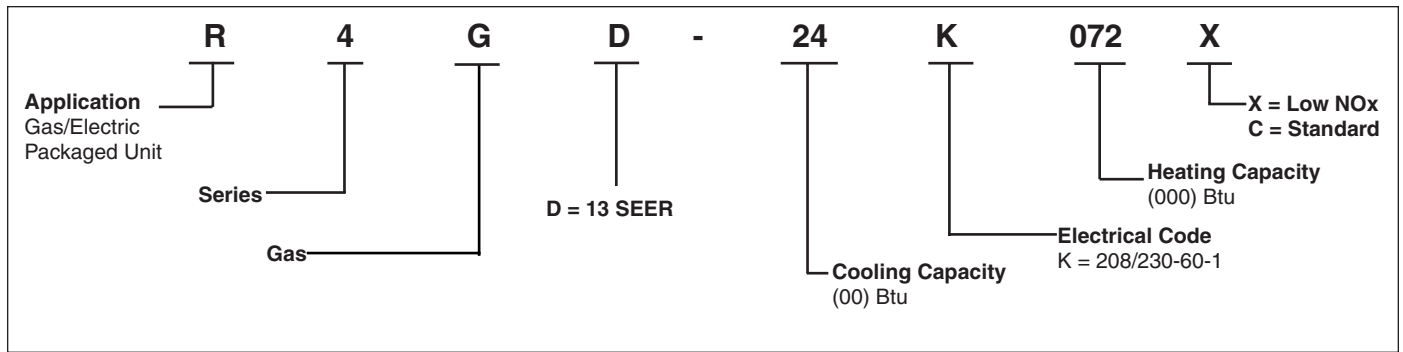 R 4 G D - 24 K 072 X
Application
Gas/Electric
Packaged Unit
Series
Gas
D = 13 SEER
Cooling Capacity
(00) Btu
Electrical Code
K = 208/230-60-1
Heating Capacity
(000) Btu
X = Low NOx
C = Standard